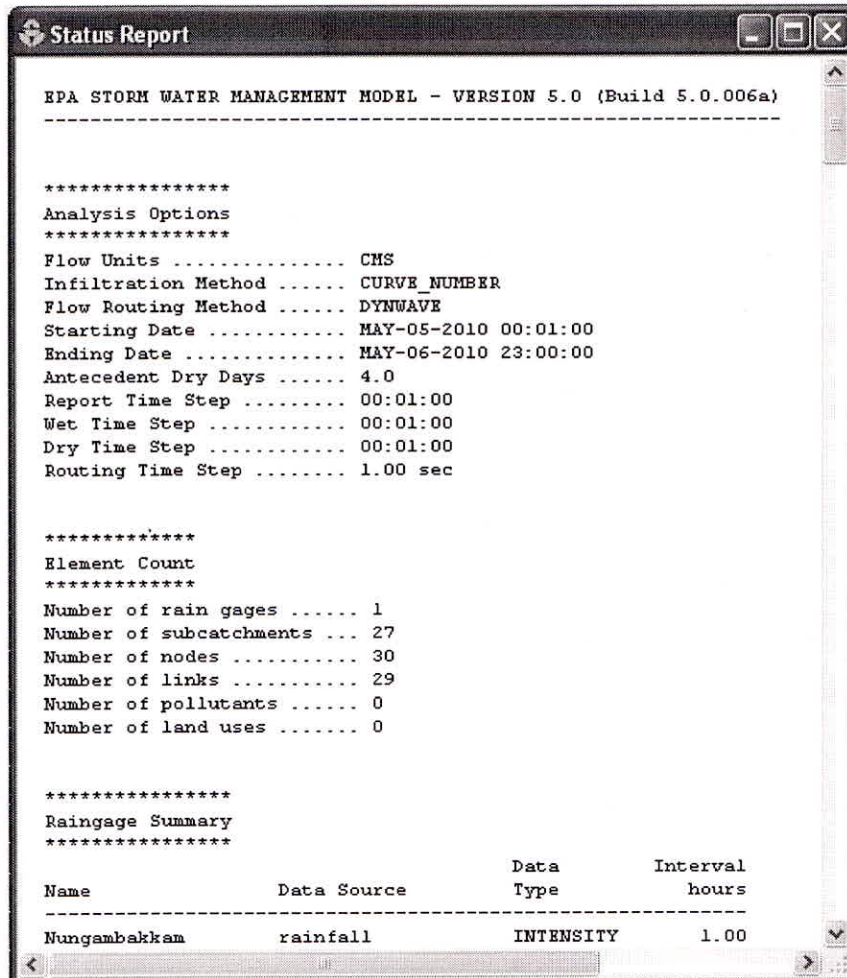 Status Report
EPA STORM WATER MANAGEMENT MODEL - VERSION 5.0 (Build 5.0.006a)
---------------------------------------------------------------
****************
Analysis Options
****************
Flow Units ............... CMS
Infiltration Method ...... CURVE_NUMBER
Flow Routing Method ...... DYNWAVE
Starting Date ............ MAY-05-2010 00:01:00
Ending Date .............. MAY-06-2010 23:00:00
Antecedent Dry Days ...... 4.0
Report Time Step ......... 00:01:00
Wet Time Step ............ 00:01:00
Dry Time Step ............ 00:01:00
Routing Time Step ........ 1.00 sec
*************
Element Count
*************
Number of rain gages ...... 1
Number of subcatchments ... 27
Number of nodes ........... 30
Number of links ........... 29
Number of pollutants ...... 0
Number of land uses ....... 0
****************
Raingage Summary
****************
Data Interval
Name Data Source Type hours
------------------------------------------------------------
Nungambakkam rainfall INTENSITY 1.00